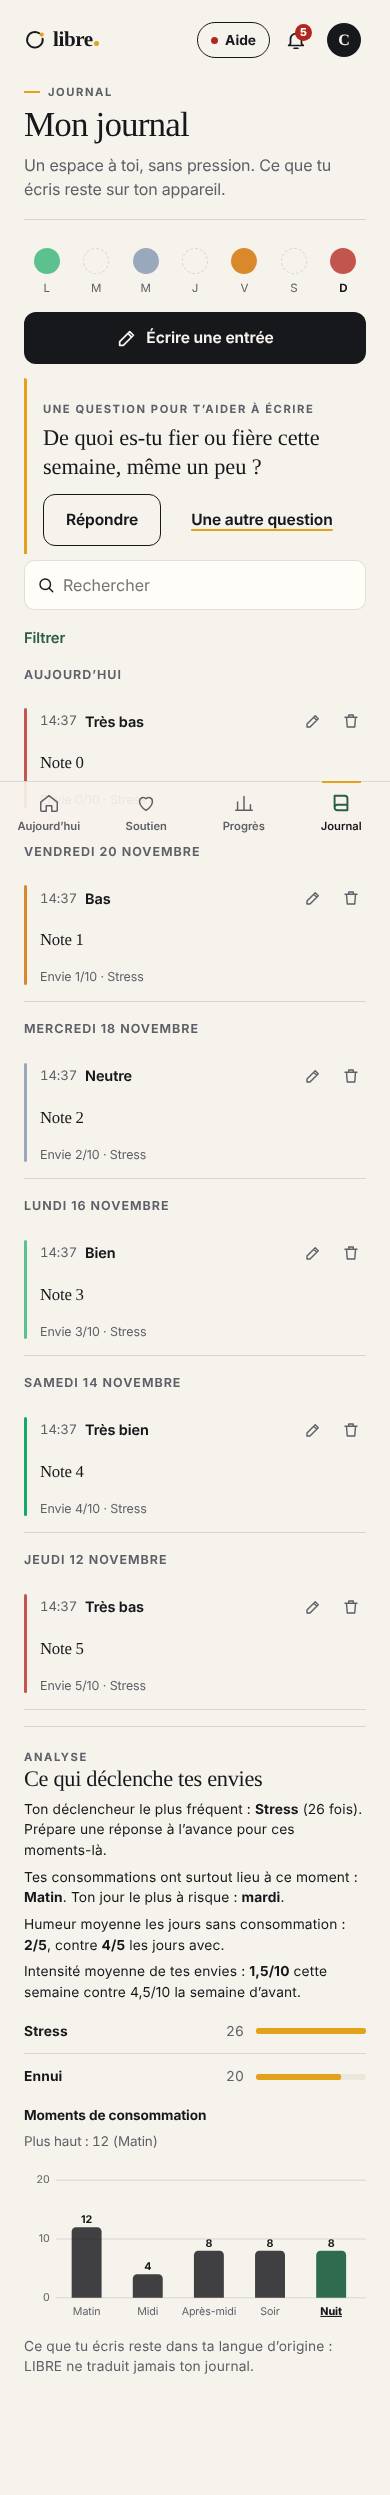 libre.
Aide
5
C
JOURNAL
Mon journal
Un espace à toi, sans pression. Ce que tu
écris reste sur ton appareil.
L M M J V S D
Écrire une entrée
UNE QUESTION POUR T’AIDER À ÉCRIRE
De quoi es-tu fier ou fière cette
semaine, même un peu ?
Répondre
Une autre question
Rechercher
Filtrer
AUJOURD’HUI
14:37 Très bas
Note 0
Aujourd’hui
Soutien
Progrès
Journal
VENDREDI 20 NOVEMBRE
14:37 Bas
Note 1
Envie 1/10 · Stress
MERCREDI 18 NOVEMBRE
14:37 Neutre
Note 2
Envie 2/10 · Stress
LUNDI 16 NOVEMBRE
14:37 Bien
Note 3
Envie 3/10 · Stress
SAMEDI 14 NOVEMBRE
14:37 Très bien
Note 4
Envie 4/10 · Stress
JEUDI 12 NOVEMBRE
14:37 Très bas
Note 5
Envie 5/10 · Stress
ANALYSE
Ce qui déclenche tes envies
Ton déclencheur le plus fréquent : Stress (26 fois).
Prépare une réponse à l’avance pour ces
moments-là.
Tes consommations ont surtout lieu à ce moment :
Matin. Ton jour le plus à risque : mardi.
Humeur moyenne les jours sans consommation :
2/5, contre 4/5 les jours avec.
Intensité moyenne de tes envies : 1,5/10 cette
semaine contre 4,5/10 la semaine d’avant.
Stress 26
Ennui 20
Moments de consommation
Plus haut : 12 (Matin)
20
10
0
12
4
8
8
8
Matin
Midi
Après-midi
Soir
Nuit
Ce que tu écris reste dans ta langue d’origine :
LIBRE ne traduit jamais ton journal.